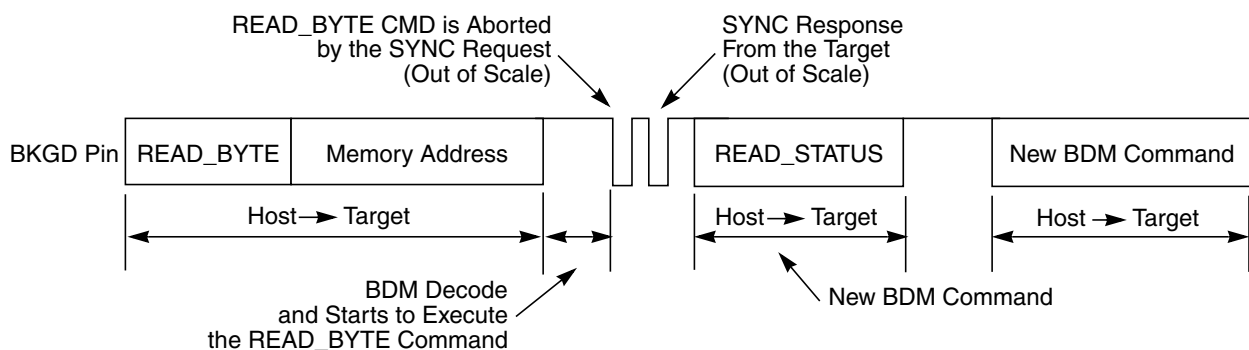 READ_BYTE CMD is Aborted
by the SYNC Request
(Out of Scale)
SYNC Response
From the Target
(Out of Scale)
BKGD Pin
READ_BYTE
Memory Address
READ_STATUS
New BDM Command
Host Target
Host Target
Host Target
BDM Decode
and Starts to Execute
the READ_BYTE Command
New BDM Command